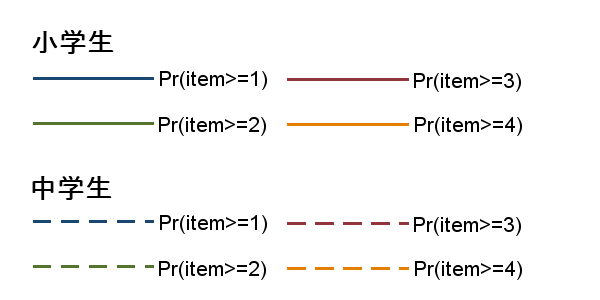 小学生
Pr(item>=1) Pr(item>=3)
Pr(item>=2) Pr(item>=4)
中学生
Pr(item>=1) Pr(item>=3)
Pr(item>=2) Pr(item>=4)